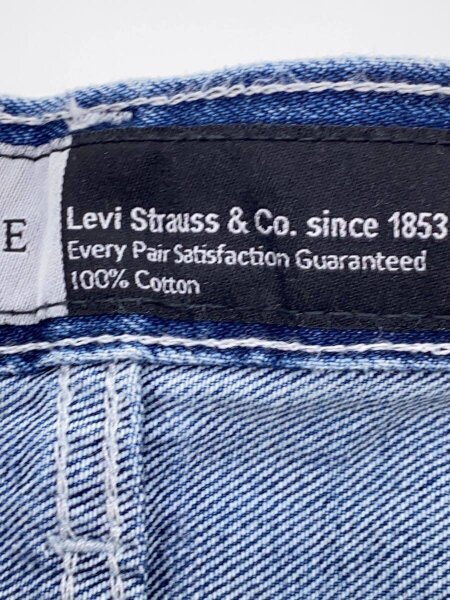 E
Levi Strauss & Co. since 1853
Every Pair Satisfaction Guaranteed
100% Cotton